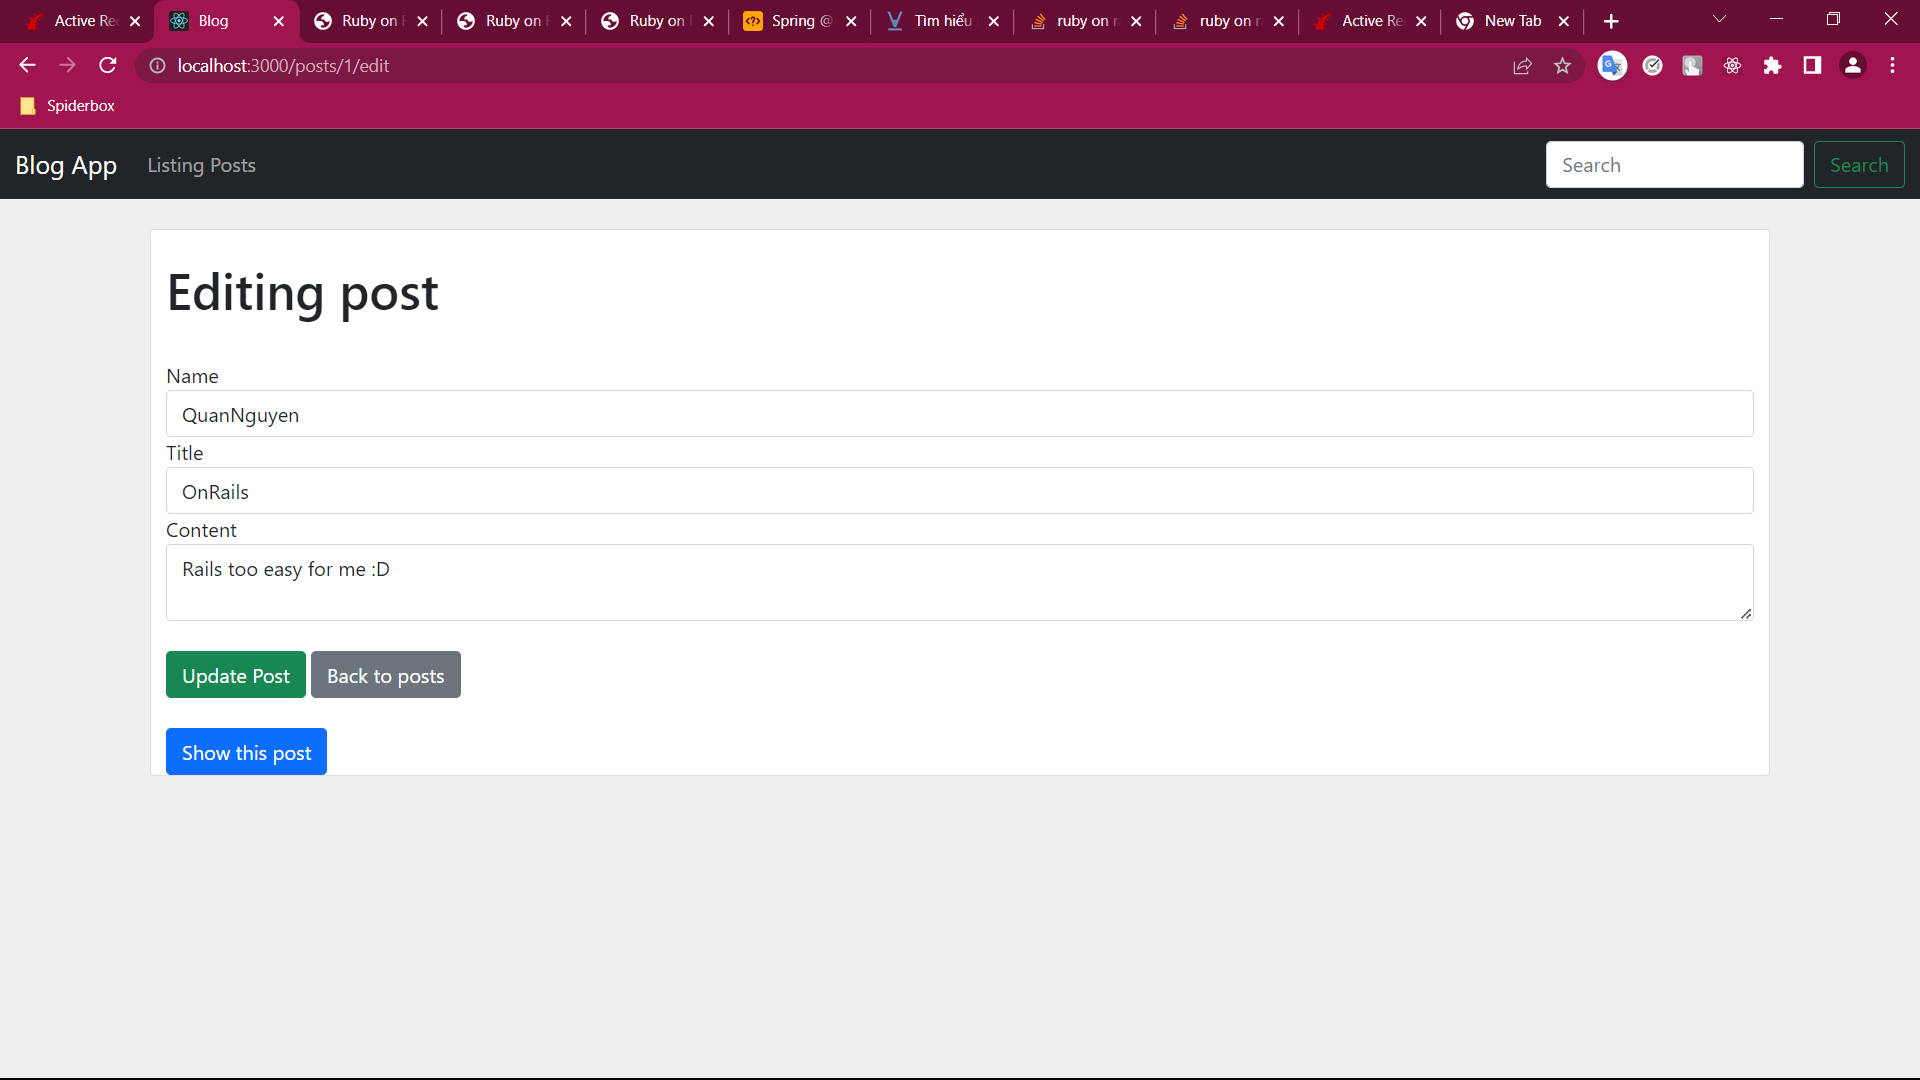 Active Re
Blog
Ruby on
Ruby on
Ruby on
Spring @
Tìm hiểu
ruby on
ruby on
Active Re
New Tab
localhost:3000/posts/1/edit
Spiderbox
Blog App
Listing Posts
Search
Search
Editing post
Name
QuanNguyen
Title
OnRails
Content
Rails too easy for me :D
Update Post
Back to posts
Show this post